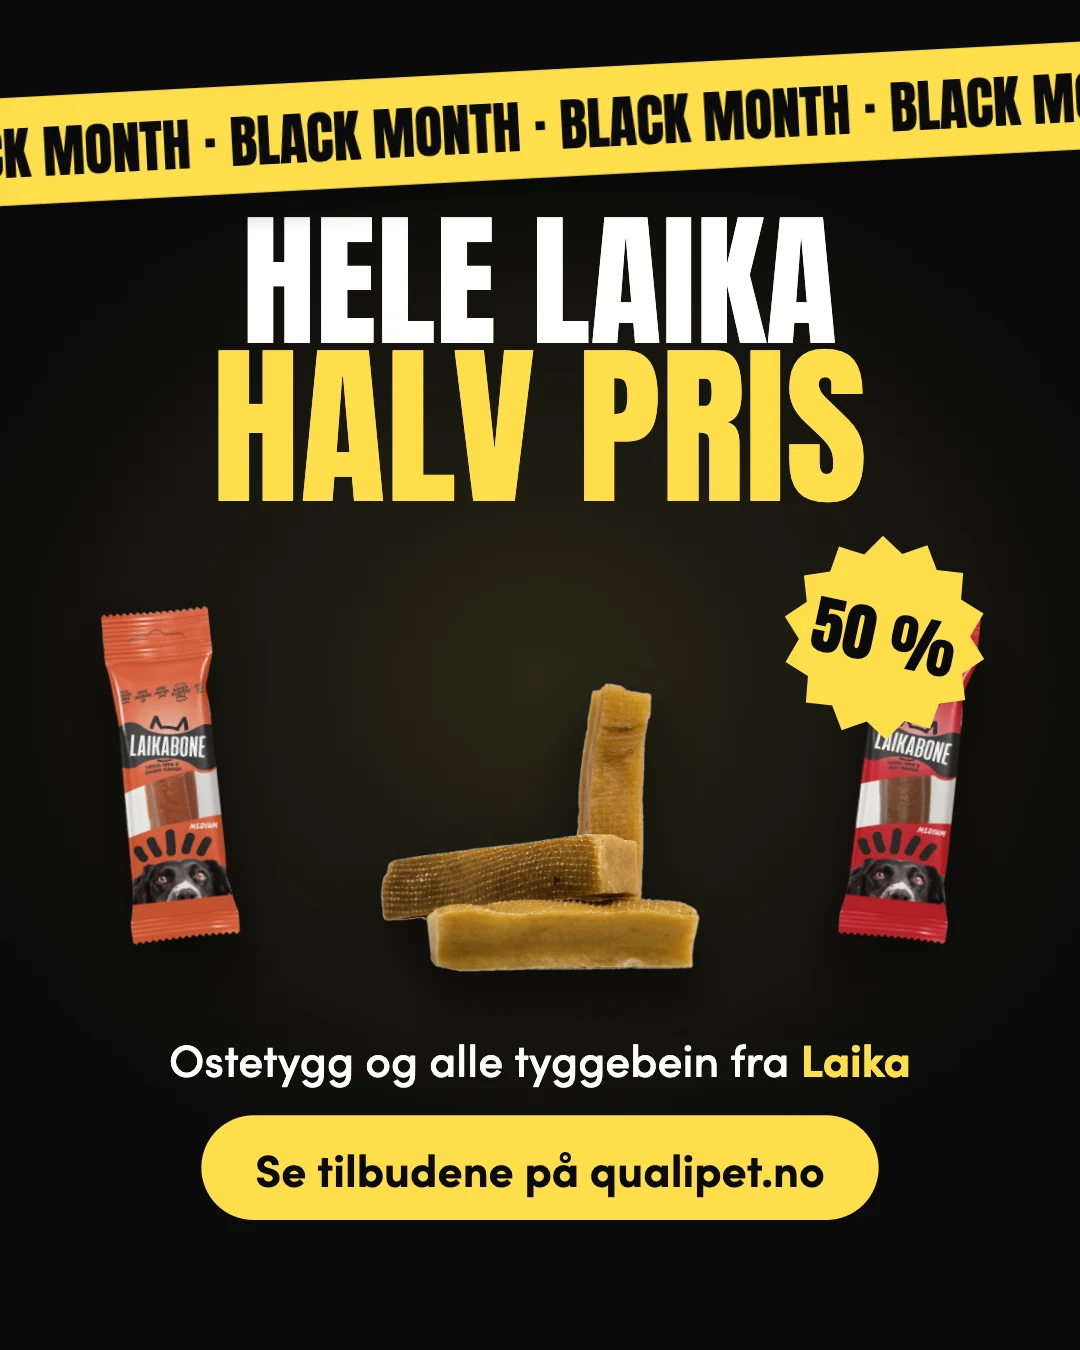 CK MONTH · BLACK MONTH · BLACK MONTH · BLACK MO
HELE LAIKA
HALV PRIS
50 %
LAIKABONE
MEDIUM
LAIKABONE
MEDIUM
Ostetygg og alle tyggebein fra Laika
Se tilbudene på qualipet.no